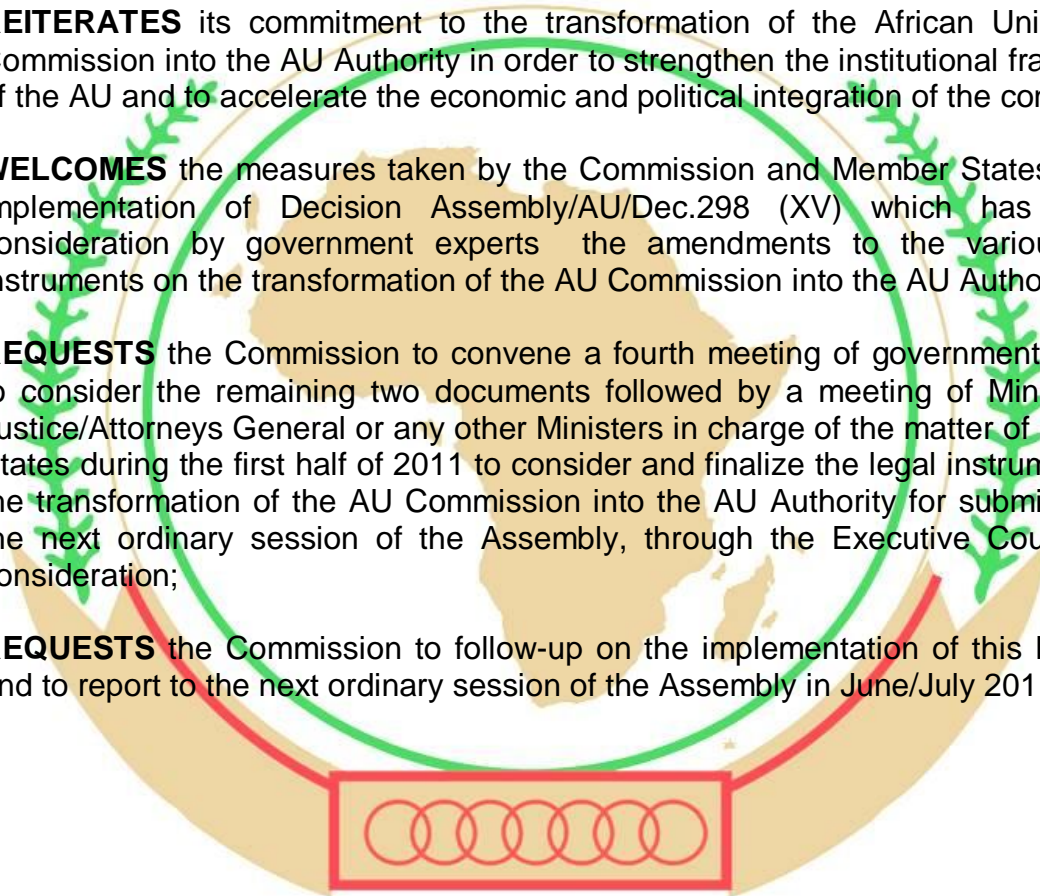 EITERATES its commitment to the transformation of the African Uni
ommission into the AU Authority in order to strengthen the institutional fra
f the AU and to accelerate the economic and political integration of the con
WELCOMES the measures taken by the Commission and Member States
mplementation of Decision Assembly/AU/Dec.298 (XV) which has
onsideration by government experts the amendments to the variou
nstruments on the transformation of the AU Commission into the AU Autho
EQUESTS the Commission to convene a fourth meeting of government
o consider the remaining two documents followed by a meeting of Min
ustice/Attorneys General or any other Ministers in charge of the matter of
tates during the first half of 2011 to consider and finalize the legal instrum
he transformation of the AU Commission into the AU Authority for submi
he next ordinary session of the Assembly, through the Executive Cou
onsideration;
EQUESTS the Commission to follow-up on the implementation of this
nd to report to the next ordinary session of the Assembly in June/July 201